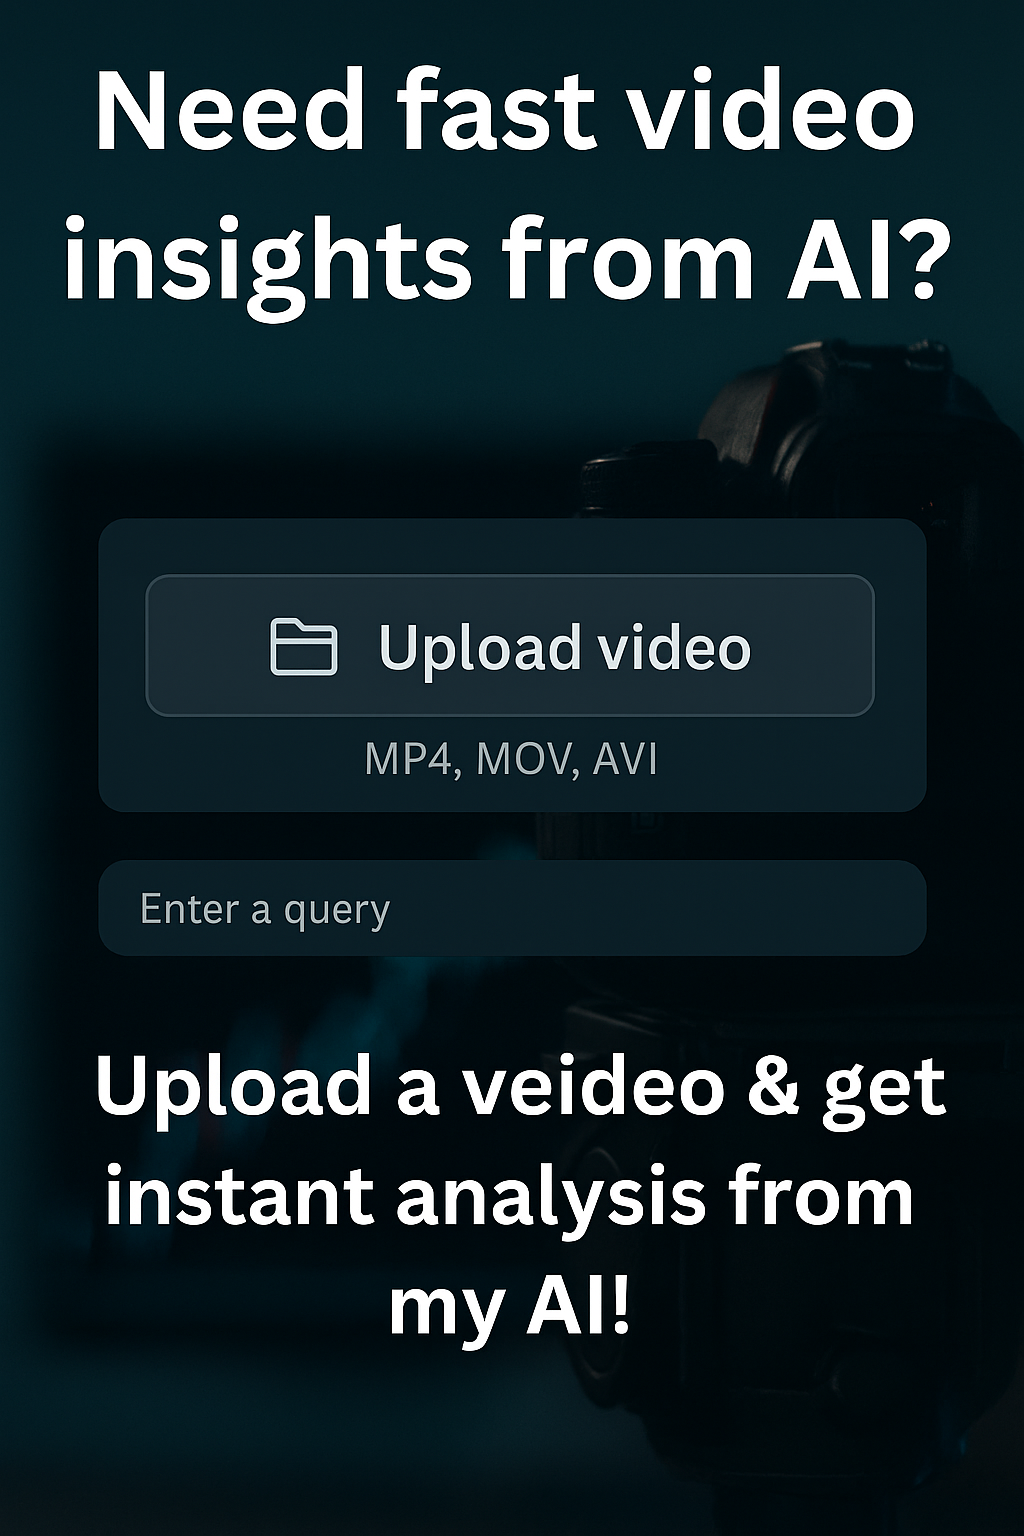 Need fast video
insights from AI?
Upload video
MP4, MOV, AVI
Enter a query
Upload a veideo & get
instant analysis from
my AI!